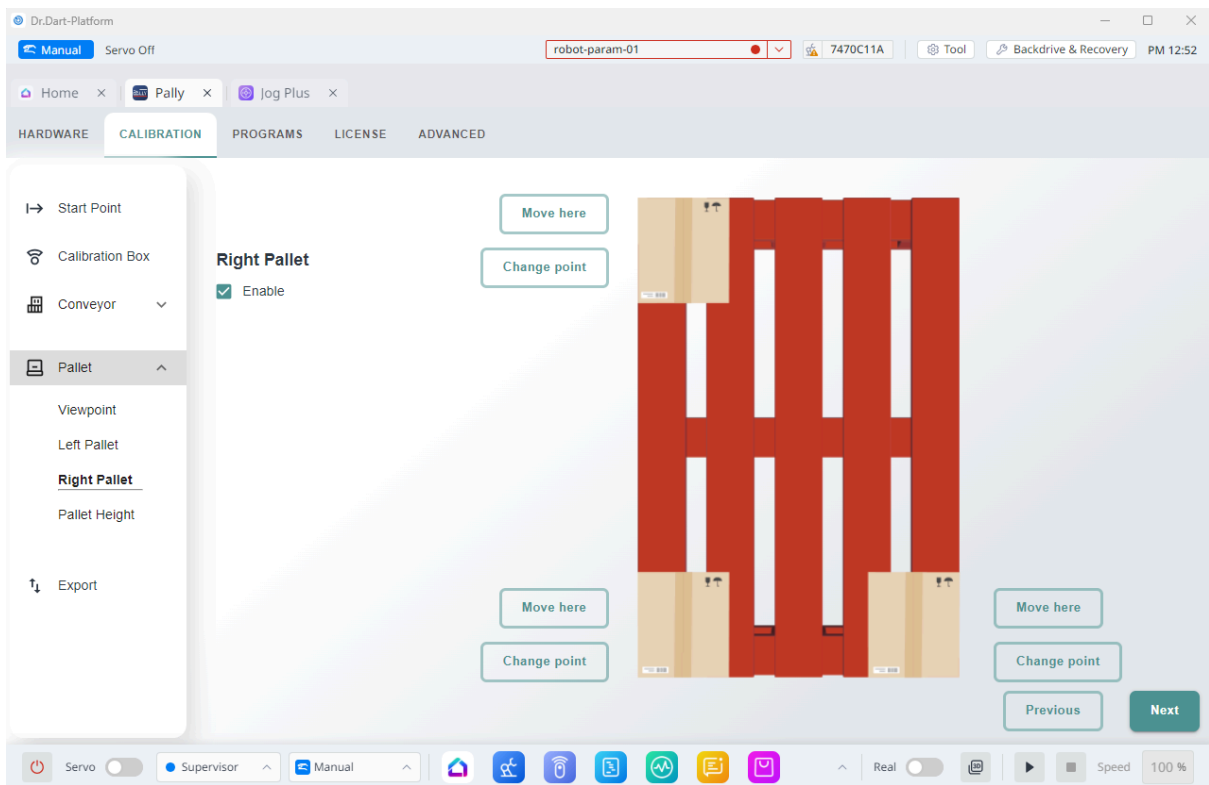 Dr.Dart-Platform
Manual Servo Off robot-param-01 7470C11A Tool Backdrive & Recovery PM 12:52
Home Pally Jog Plus
HARDWARE CALIBRATION PROGRAMS LICENSE ADVANCED
Start Point
Calibration Box
Conveyor
Pallet
Viewpoint
Left Pallet
Right Pallet
Pallet Height
Export
Right Pallet
Enable
Move here
Change point
Move here
Change point
Move here
Change point
Previous Next
Servo Supervisor Manual Real 3D Speed 100 %